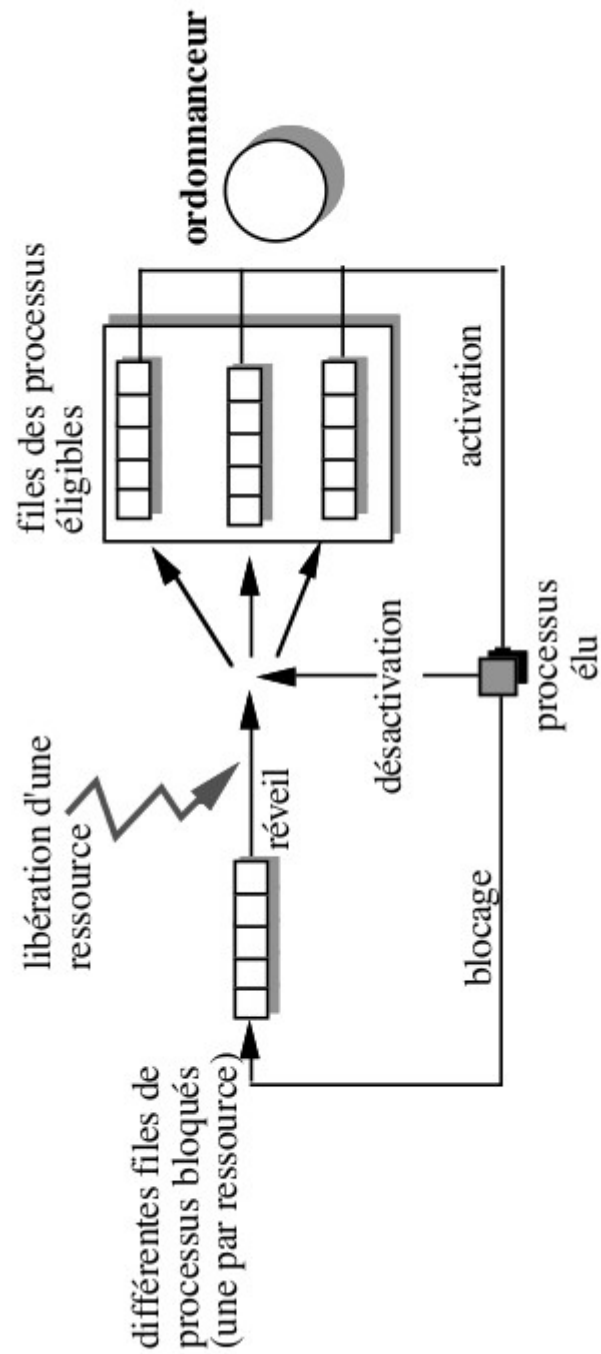 libération d'une
ressource
files des processus
éligibles
ordonnanceur
différentes files de
processus bloqués
(une par ressource)
réveil
désactivation
activation
blocage
processus
élu